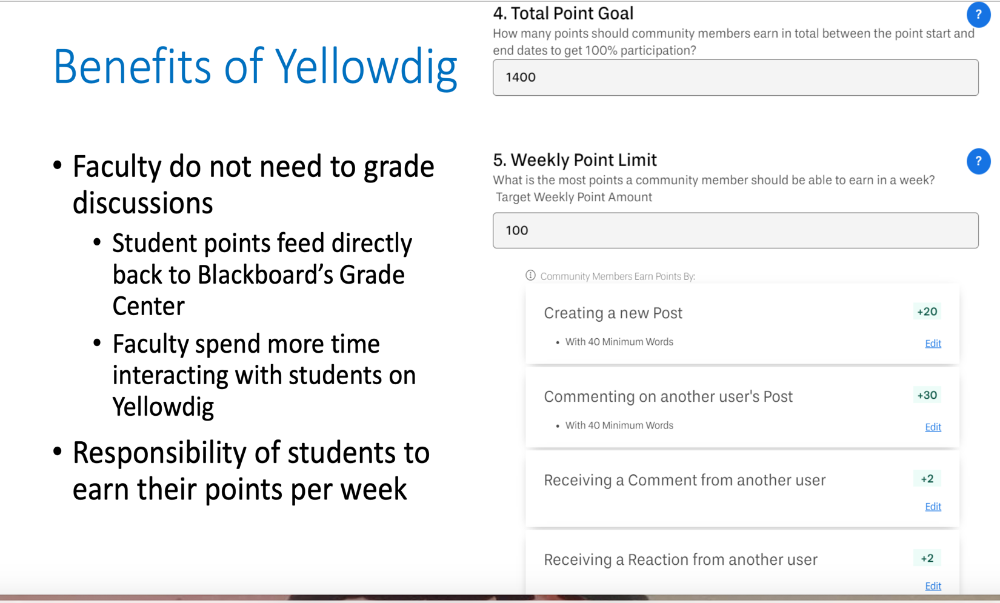 Benefits of Yellowdig
• Faculty do not need to grade
discussions
• Student points feed directly
back to Blackboard’s Grade
Center
• Faculty spend more time
interacting with students on
Yellowdig
• Responsibility of students to
earn their points per week
4. Total Point Goal
?
How many points should community members earn in total between the point start and
end dates to get 100% participation?
1400
5. Weekly Point Limit
?
What is the most points a community member should be able to earn in a week?
Target Weekly Point Amount
100
Community Members Earn Points By:
Creating a new Post
+20
• With 40 Minimum Words
Edit
Commenting on another user's Post
+30
• With 40 Minimum Words
Edit
Receiving a Comment from another user
+2
Edit
Receiving a Reaction from another user
+2
Edit